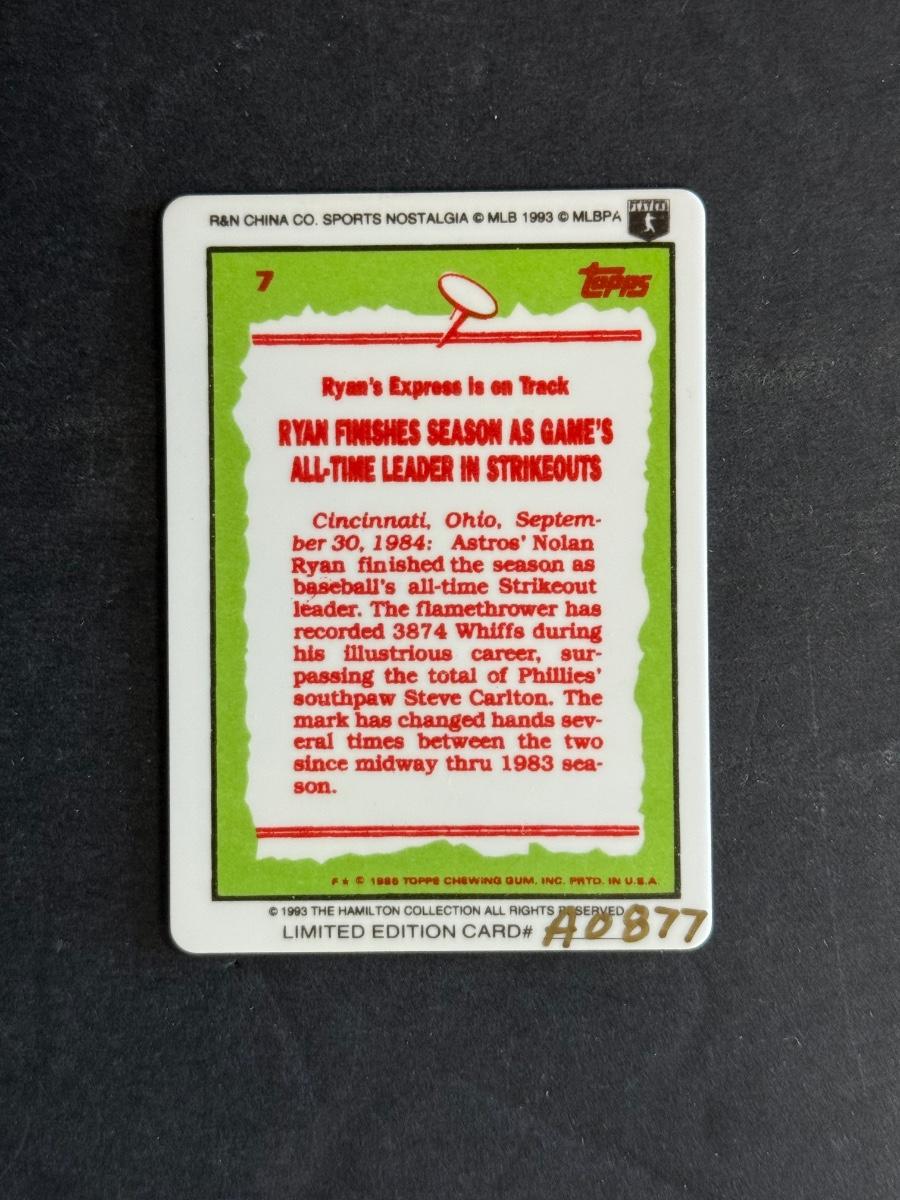 R&N CHINA CO. SPORTS NOSTALGIA © MLB 1993 © MLBPA
7
Topps
Ryan's Express is on Track
RYAN FINISHES SEASON AS GAME'S
ALL-TIME LEADER IN STRIKEOUTS
Cincinnati, Ohio, Septem-
ber 30, 1984: Astros' Nolan
Ryan finished the season as
baseball's all-time Strikeout
leader. The flamethrower has
recorded 3874 Whiffs during
his illustrious career, sur-
passing the total of Phillies'
southpaw Steve Carlton. The
mark has changed hands sev-
eral times between the two
since midway thru 1983 sea-
son.
F★ © 1985 TOPPS CHEWING GUM, INC. PRTD. IN U.S.A.
© 1993 THE HAMILTON COLLECTION ALL RIGHTS RESERVED
LIMITED EDITION CARD# A0877